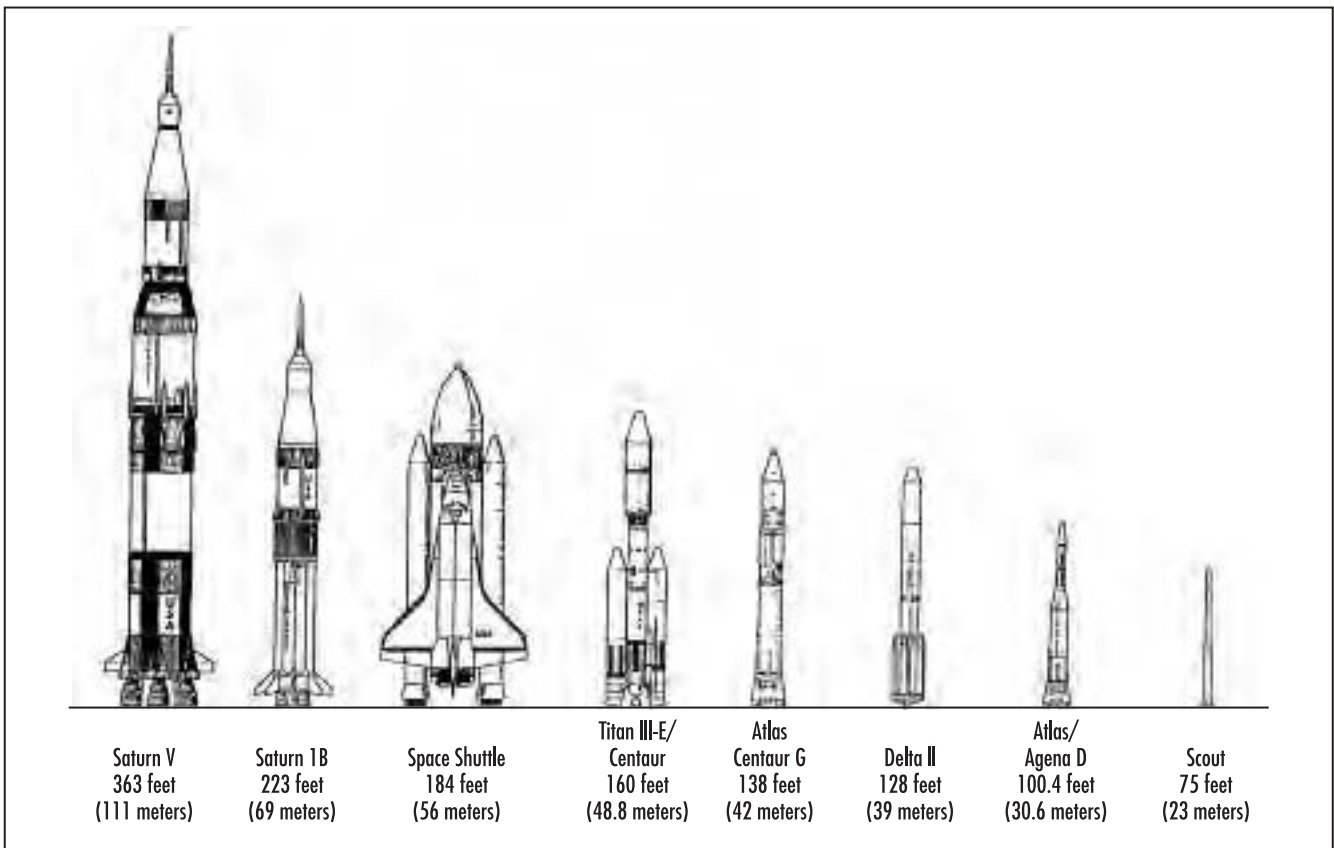 Saturn V
363 feet
(111 meters)
Saturn 1B
223 feet
(69 meters)
Space Shuttle
184 feet
(56 meters)
Titan III-E/
Centaur
160 feet
(48.8 meters)
Atlas
Centaur G
138 feet
(42 meters)
Delta II
128 feet
(39 meters)
Atlas/
Agena D
100.4 feet
(30.6 meters)
Scout
75 feet
(23 meters)